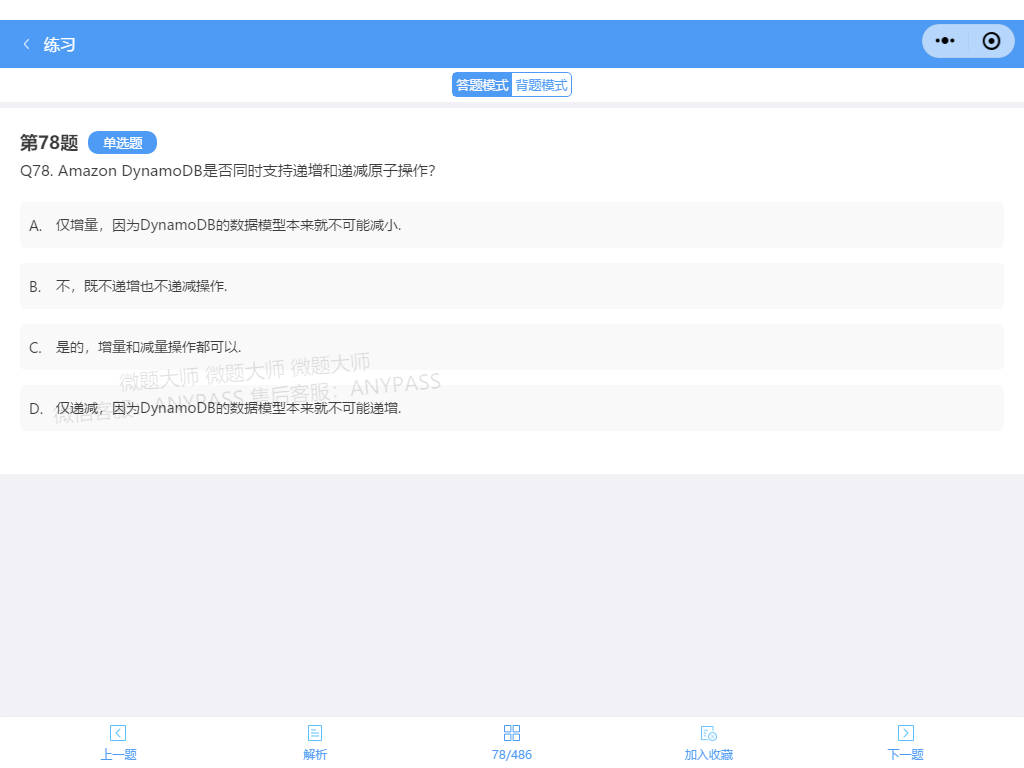 练习
答题模式 背题模式
第78题 单选题
Q78. Amazon DynamoDB是否同时支持递增和递减原子操作?
A. 仅增量，因为DynamoDB的数据模型本来就不可能减小.
B. 不，既不递增也不递减操作.
C. 是的，增量和减量操作都可以.
微题大师 微题大师 微题大师
微信客服：ANYPASS 售后客服：ANYPASS
D. 仅递减，因为DynamoDB的数据模型本来就不可能递增.
上一题 解析 78/486 加入收藏 下一题